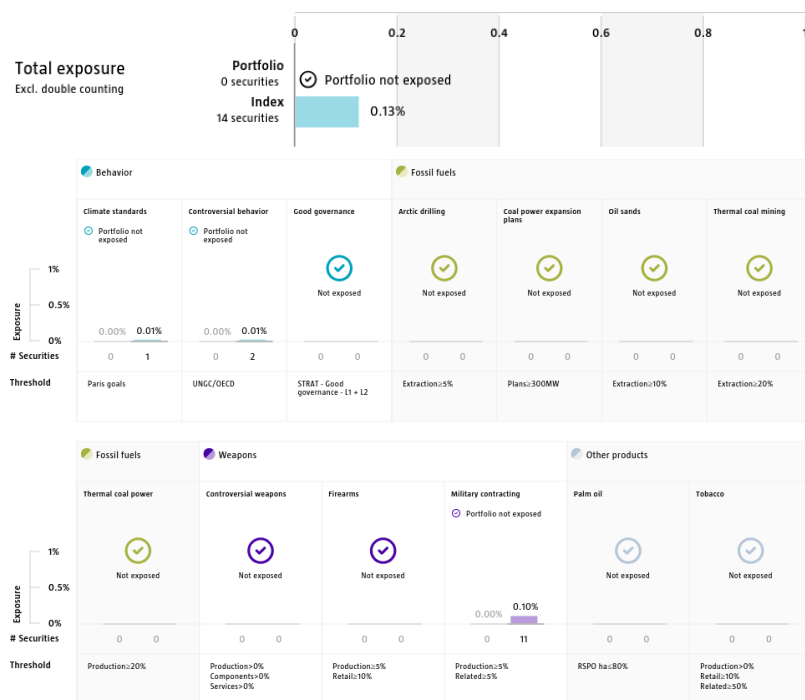 0 0.2 0.4 0.6 0.8 1
Total exposure
Excl. double counting
Portfolio
0 securities
Portfolio not exposed
Index
14 securities
0.13%
Behavior
Fossil fuels
Climate standards
Controversial behavior
Good governance
Arctic drilling
Coal power expansion
plans
Oil sands
Thermal coal mining
Portfolio not
exposed
Portfolio not
exposed
Not exposed
Not exposed
Not exposed
Not exposed
Not exposed
Exposure
1%
0.5%
0%
0.00% 0.01%
0.00% 0.01%
# Securities
0 1
0 2
0 0
0 0
0 0
0 0
0 0
Threshold
Paris goals
UNGC/OECD
STRAT - Good
governance - L1 + L2
Extraction≥5%
Plans≥300MW
Extraction≥10%
Extraction≥20%
Fossil fuels
Weapons
Other products
Thermal coal power
Controversial weapons
Firearms
Military contracting
Palm oil
Tobacco
Portfolio not exposed
Not exposed
Not exposed
Not exposed
Not exposed
Not exposed
Exposure
1%
0.5%
0%
0.00% 0.10%
# Securities
0 0
0 0
0 0
0 11
0 0
0 0
Threshold
Production≥20%
Production>0%
Components>0%
Services>0%
Production≥5%
Retail≥10%
Production≥5%
Related≥5%
RSPO ha≤80%
Production>0%
Retail≥10%
Related≥50%